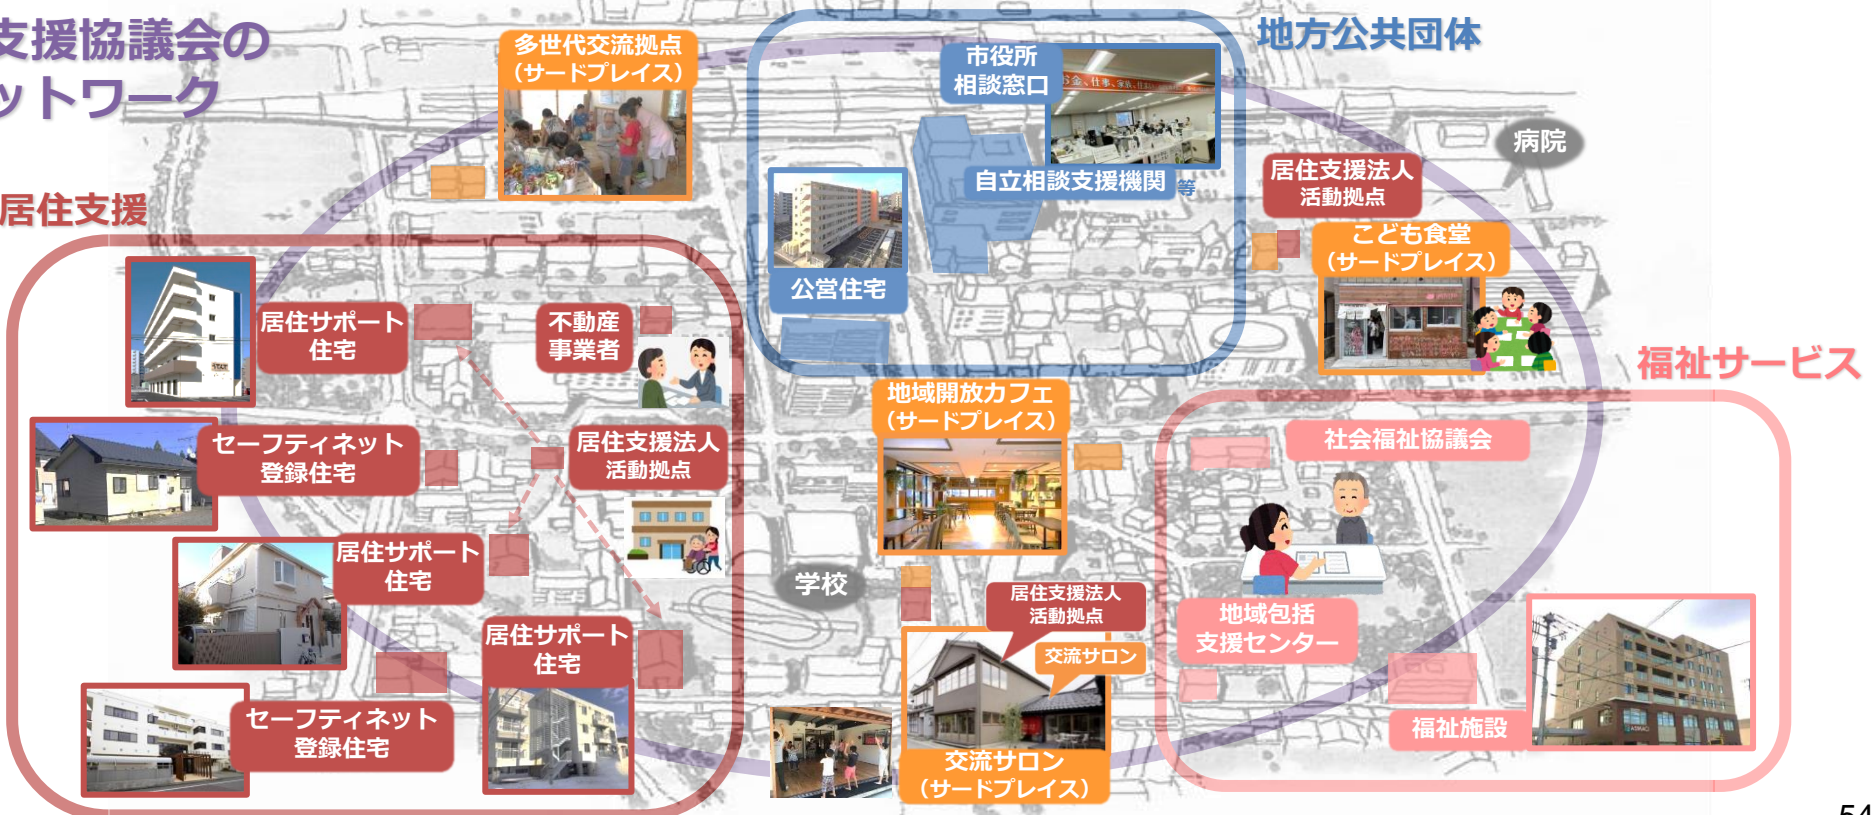 支援協議会の
ットワーク
多世代交流拠点
（サードプレイス）
地方公共団体
市役所
相談窓口
お金、仕事、家族、住まい
自立相談支援機関 等
公営住宅
病院
居住支援法人
活動拠点
こども食堂
（サードプレイス）
居住支援
居住サポート
住宅
不動産
事業者
セーフティネット
登録住宅
居住支援法人
活動拠点
居住サポート
住宅
居住サポート
住宅
セーフティネット
登録住宅
地域開放カフェ
（サードプレイス）
学校
居住支援法人
活動拠点
交流サロン
交流サロン
（サードプレイス）
福祉サービス
社会福祉協議会
地域包括
支援センター
福祉施設
54